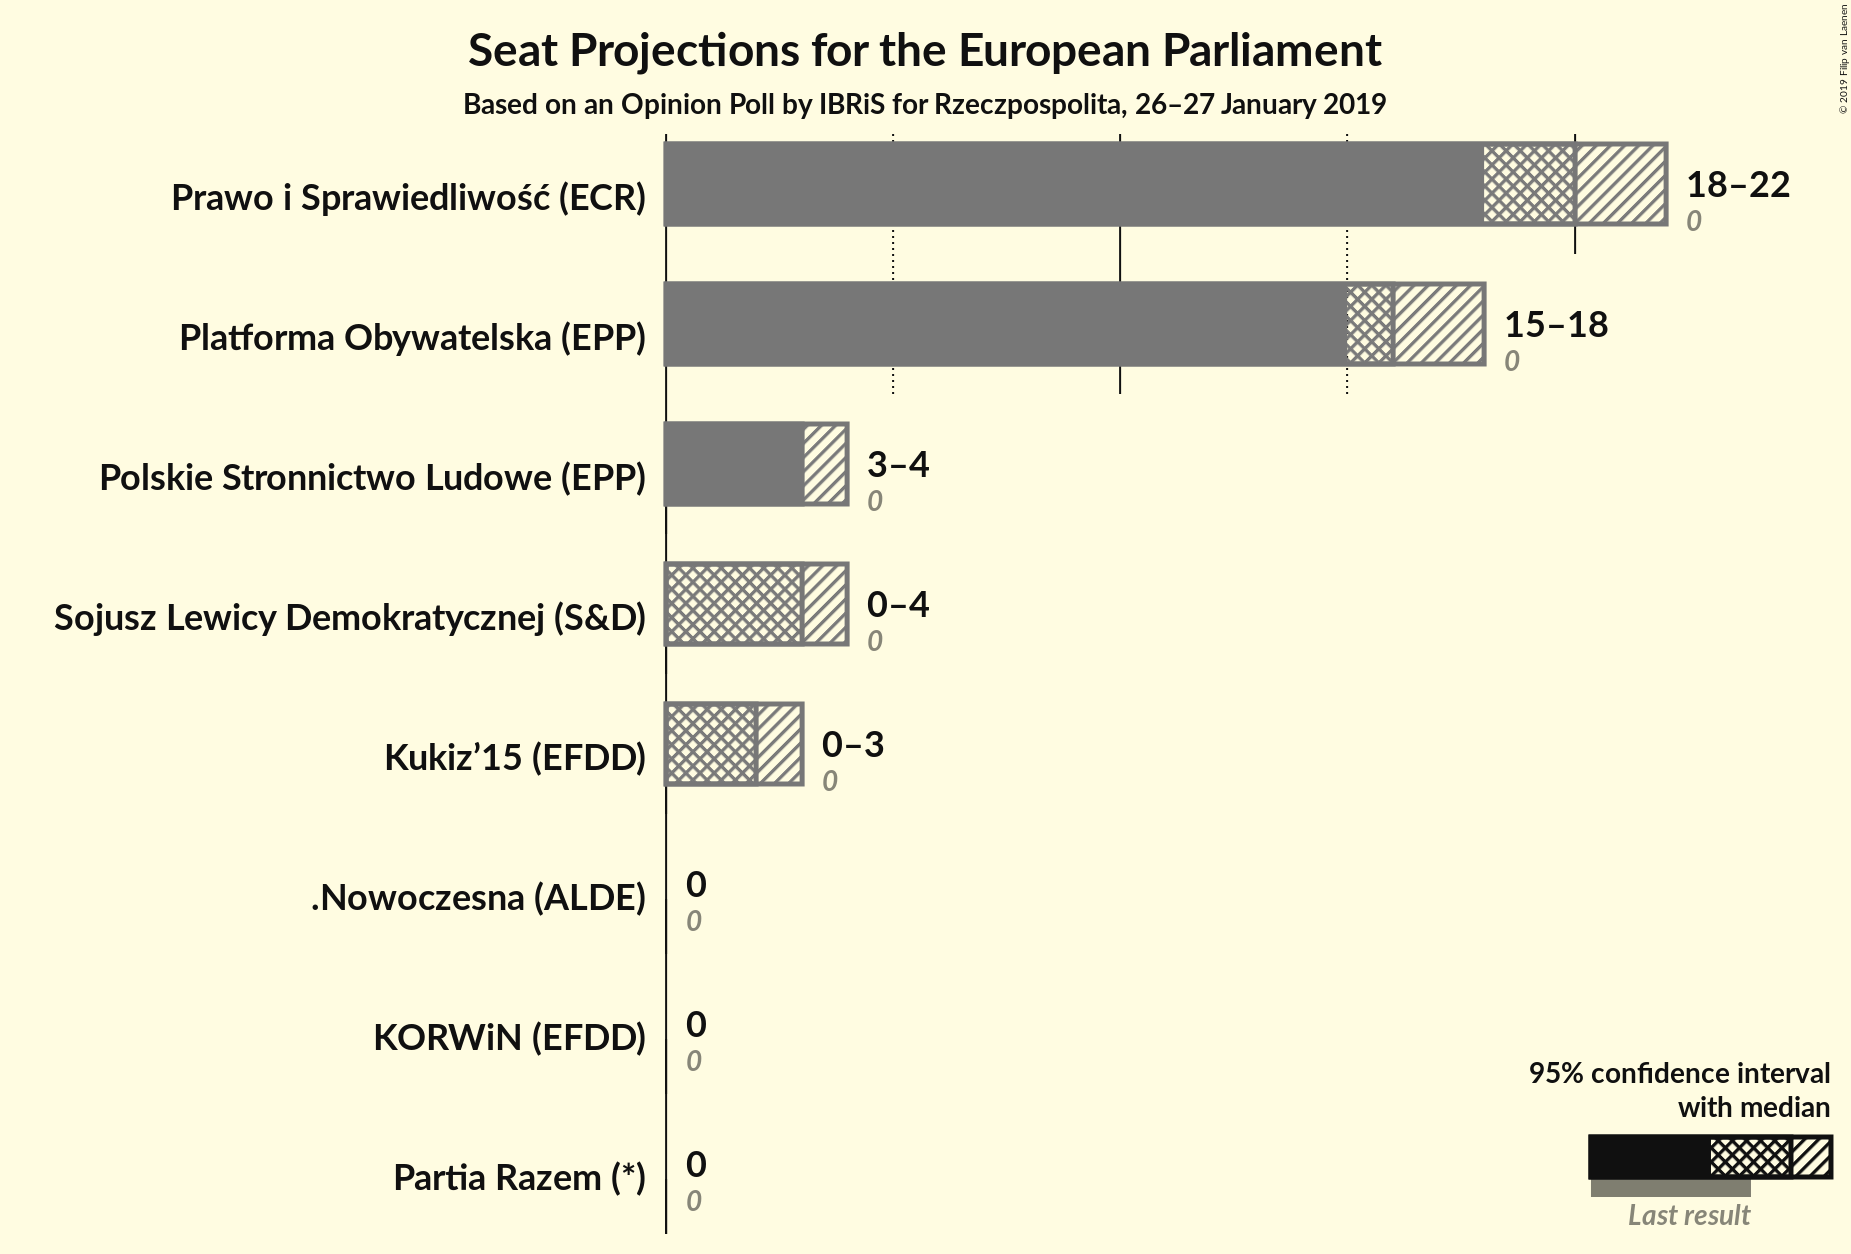 Seat Projections for the European Parliament
Based on an Opinion Poll by IBRiS for Rzeczpospolita, 26–27 January 2019
© 2019 Filip van Laenen
Prawo i Sprawiedliwość (ECR)
18–22
0
Platforma Obywatelska (EPP)
15–18
0
Polskie Stronnictwo Ludowe (EPP)
3–4
0
Sojusz Lewicy Demokratycznej (S&D)
0–4
0
Kukiz’15 (EFDD)
0–3
0
.Nowoczesna (ALDE)
0
0
KORWiN (EFDD)
0
0
Partia Razem (*)
0
0
95% confidence interval
with median
Last result